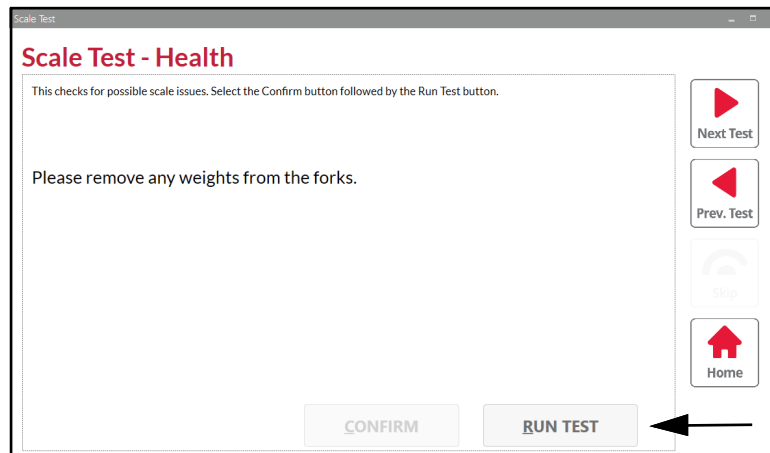 Scale Test
Scale Test - Health
This checks for possible scale issues. Select the Confirm button followed by the Run Test button.
Please remove any weights from the forks.
Next Test
Prev. Test
Skip
Home
CONFIRM
RUN TEST